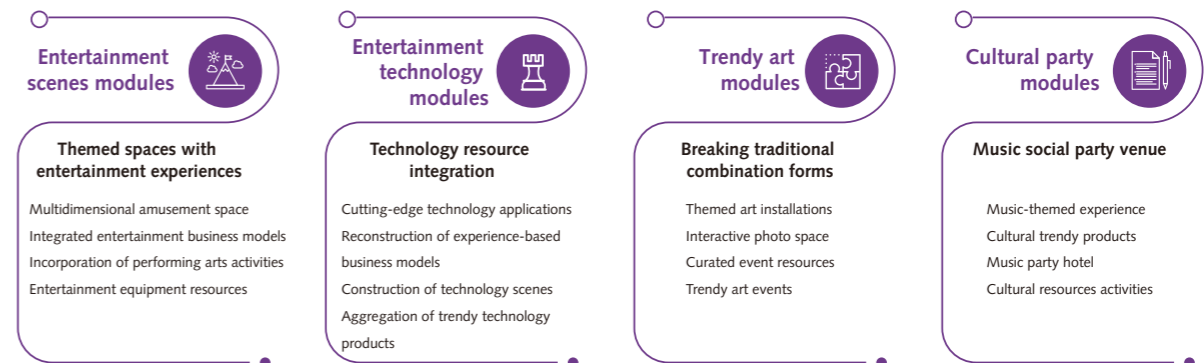 Entertainment
scenes modules
Themed spaces with
entertainment experiences
Multidimensional amusement space
Integrated entertainment business models
Incorporation of performing arts activities
Entertainment equipment resources
Entertainment
technology
modules
Technology resource
integration
Cutting-edge technology applications
Reconstruction of experience-based
business models
Construction of technology scenes
Aggregation of trendy technology
products
Trendy art
modules
Breaking traditional
combination forms
Themed art installations
Interactive photo space
Curated event resources
Trendy art events
Cultural party
modules
Music social party venue
Music-themed experience
Cultural trendy products
Music party hotel
Cultural resources activities